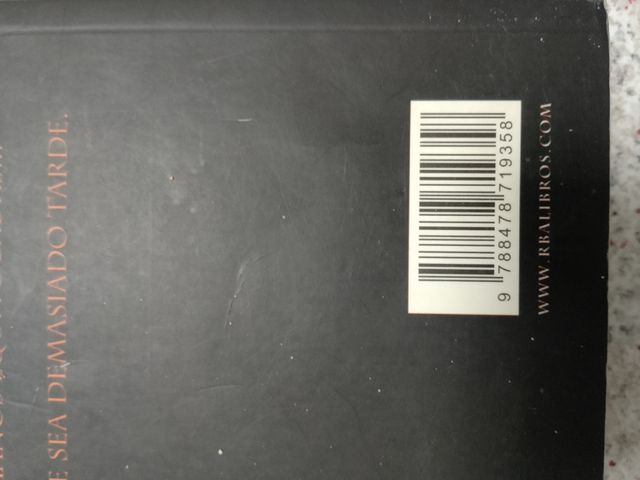 E SEA DEMASIADO TARDE.
9 788478 719358
WWW.RBALIBROS.COM